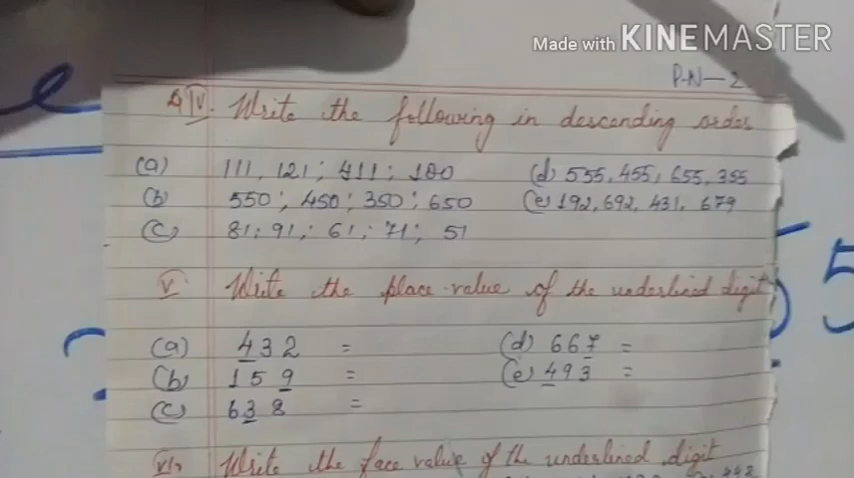 Made with KINEMASTER
P.N-2
Q IV. Write the following in descending order
(a) 111, 121; 411; 100 (d) 555, 455, 655, 355
(b) 550; 450; 350; 650 (e) 192, 692, 431, 679
(c) 81; 91; 61; 71; 51
V. Write the place value of the underlined digit
(a) 432 = (d) 667 =
(b) 159 = (e) 493 =
(c) 638 =
VI. Write the face value of the underlined digit